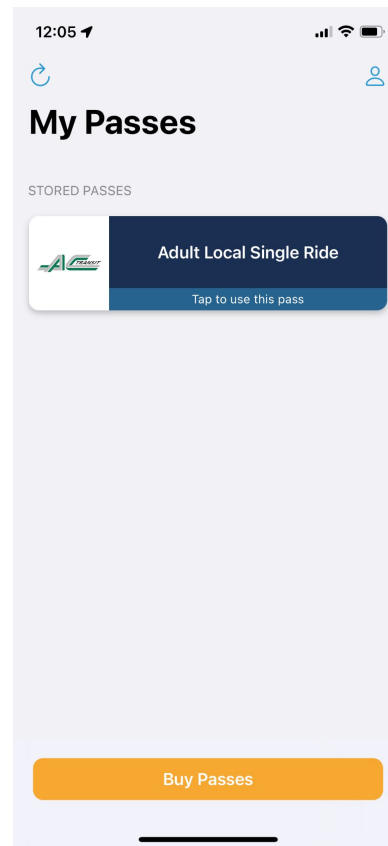 12:05
My Passes
STORED PASSES
AC TRANSIT
Adult Local Single Ride
Tap to use this pass
Buy Passes